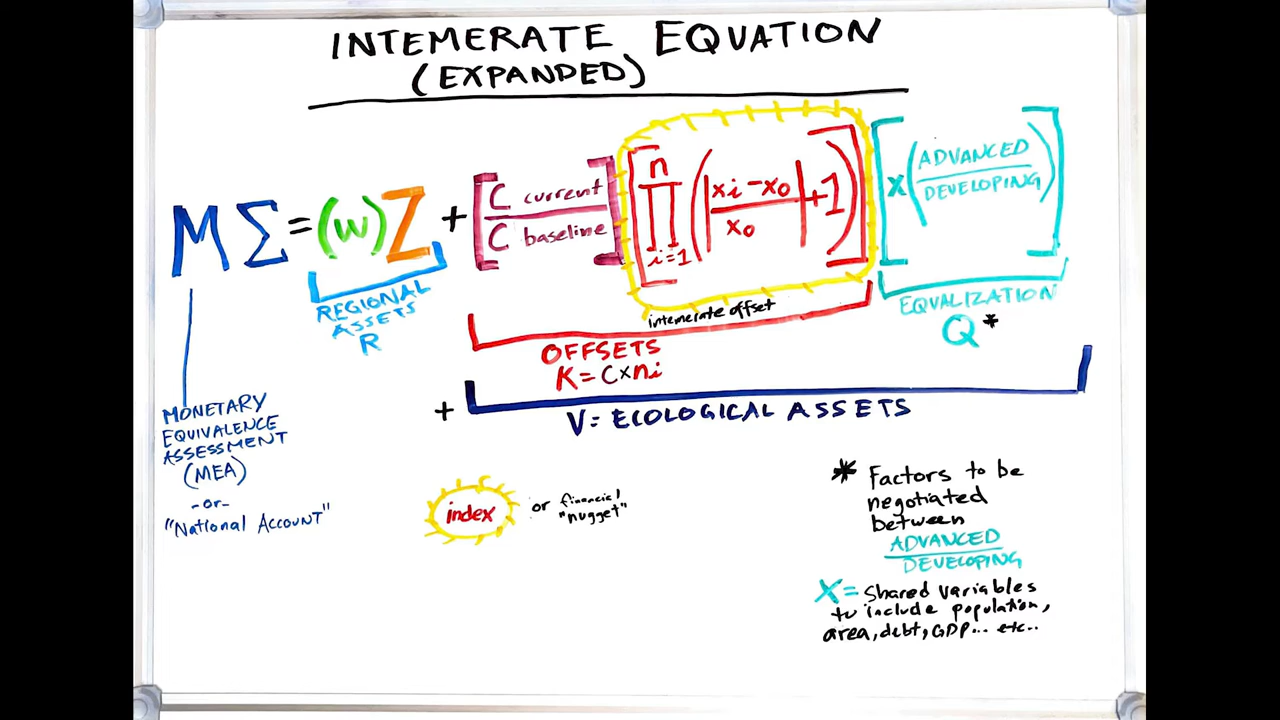 INTEMERATE EQUATION
(EXPANDED)
M Σ = (w) Z + [C current / C baseline] [n ∏ i=1 (|xi - x0 / x0| + 1)] [x (ADVANCED / DEVELOPING)]
REGIONAL
ASSETS
R
intemerate offset
OFFSETS
K = C x ni
EQUALIZATION
Q *
+ V = ECOLOGICAL ASSETS
MONETARY
EQUIVALENCE
ASSESSMENT
(MEA)
-or-
"National Account"
index
or financial
"nugget"
* Factors to be
negotiated
between
ADVANCED
DEVELOPING
X = Shared variables
to include population,
area, debt, GDP... etc..